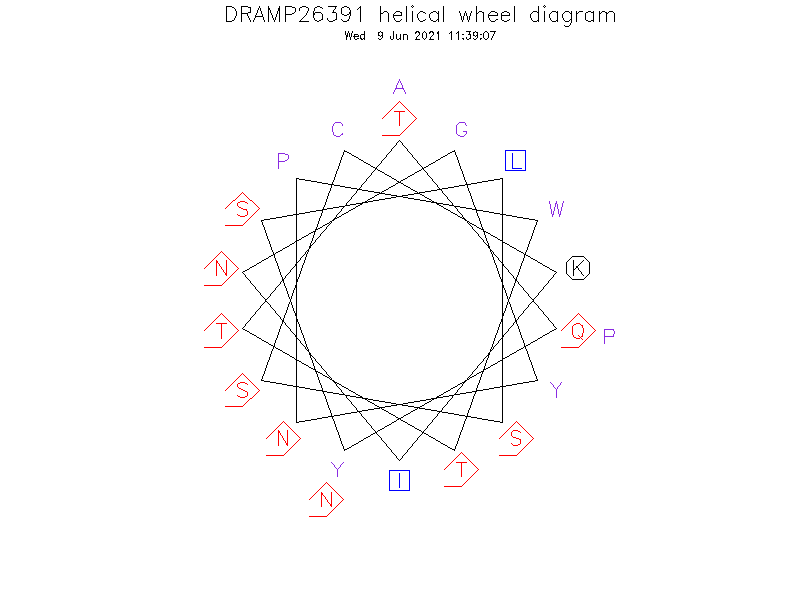 DRAMP26391 helical wheel diagram
Wed 9 Jun 2021 11:39:07
A
T
C
G
P
L
S
W
N
K
T
Q
P
S
Y
N
S
Y
T
I
N